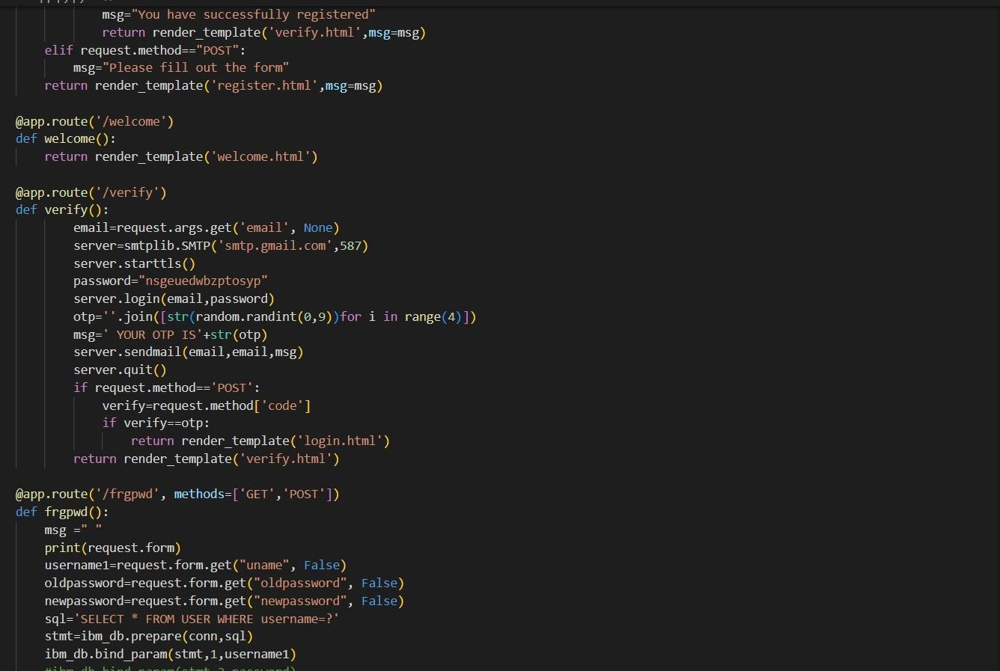 msg="You have successfully registered"
return render_template('verify.html',msg=msg)
elif request.method=="POST":
msg="Please fill out the form"
return render_template('register.html',msg=msg)
@app.route('/welcome')
def welcome():
return render_template('welcome.html')
@app.route('/verify')
def verify():
email=request.args.get('email', None)
server=smtplib.SMTP('smtp.gmail.com',587)
server.starttls()
password="nsgeuedwbzptosyp"
server.login(email,password)
otp=''.join([str(random.randint(0,9))for i in range(4)])
msg=' YOUR OTP IS'+str(otp)
server.sendmail(email,email,msg)
server.quit()
if request.method=='POST':
verify=request.method['code']
if verify==otp:
return render_template('login.html')
return render_template('verify.html')
@app.route('/frgpwd', methods=['GET','POST'])
def frgpwd():
msg =" "
print(request.form)
username1=request.form.get("uname", False)
oldpassword=request.form.get("oldpassword", False)
newpassword=request.form.get("newpassword", False)
sql='SELECT * FROM USER WHERE username=?'
stmt=ibm_db.prepare(conn,sql)
ibm_db.bind_param(stmt,1,username1)
#ibm_db.bind_param(stmt,2,password)